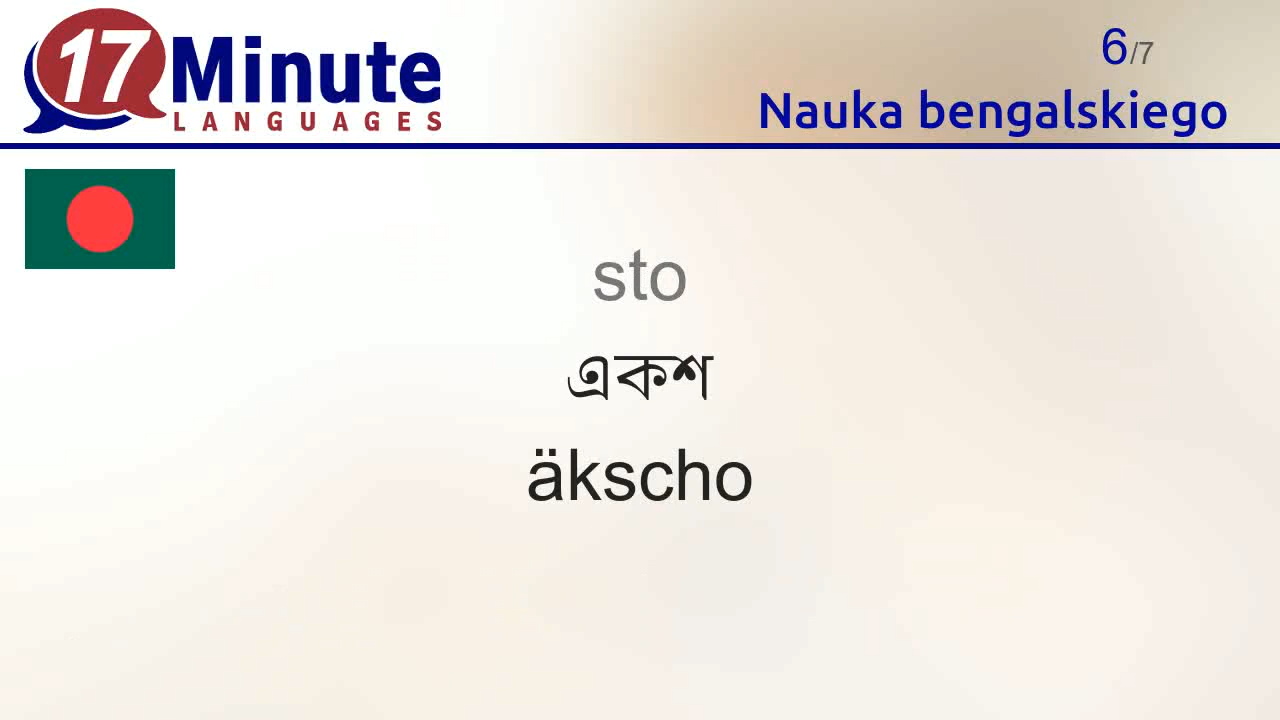 17 Minute
LANGUAGES
6/7
Nauka bengalskiego
sto
একশ
äkscho